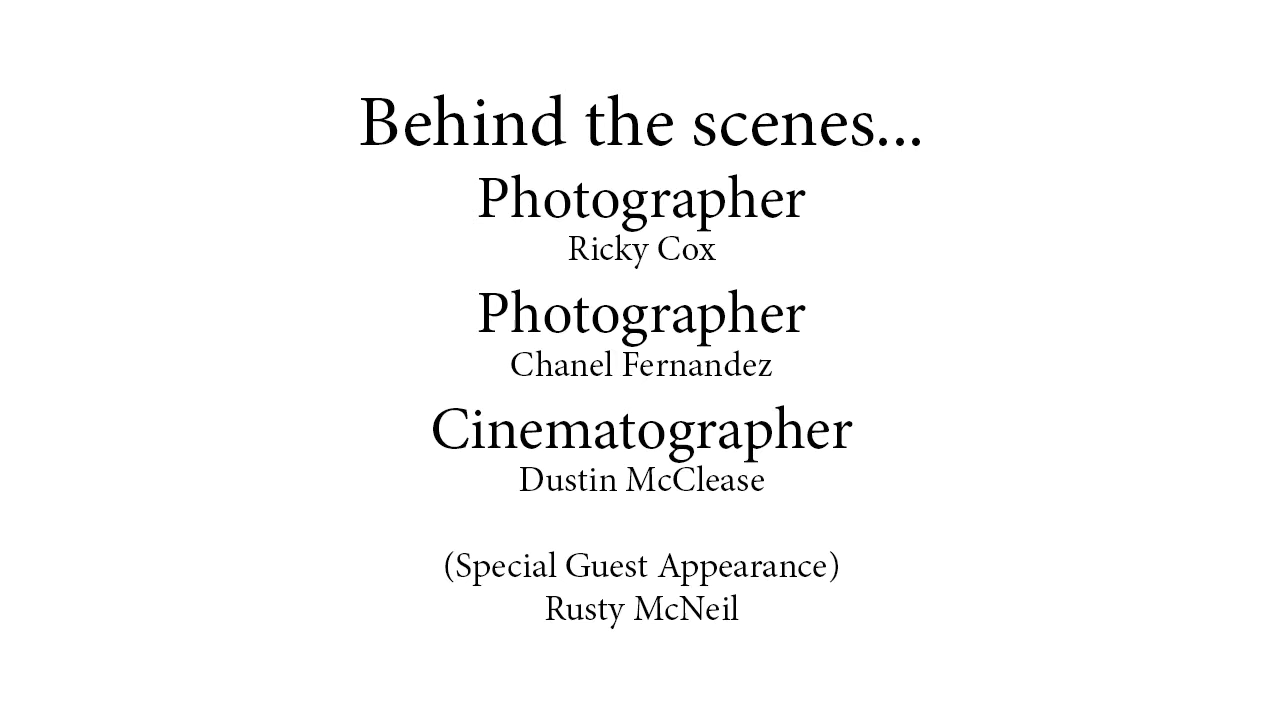 Behind the scenes...
Photographer
Ricky Cox
Photographer
Chanel Fernandez
Cinematographer
Dustin McClease
(Special Guest Appearance)
Rusty McNeil